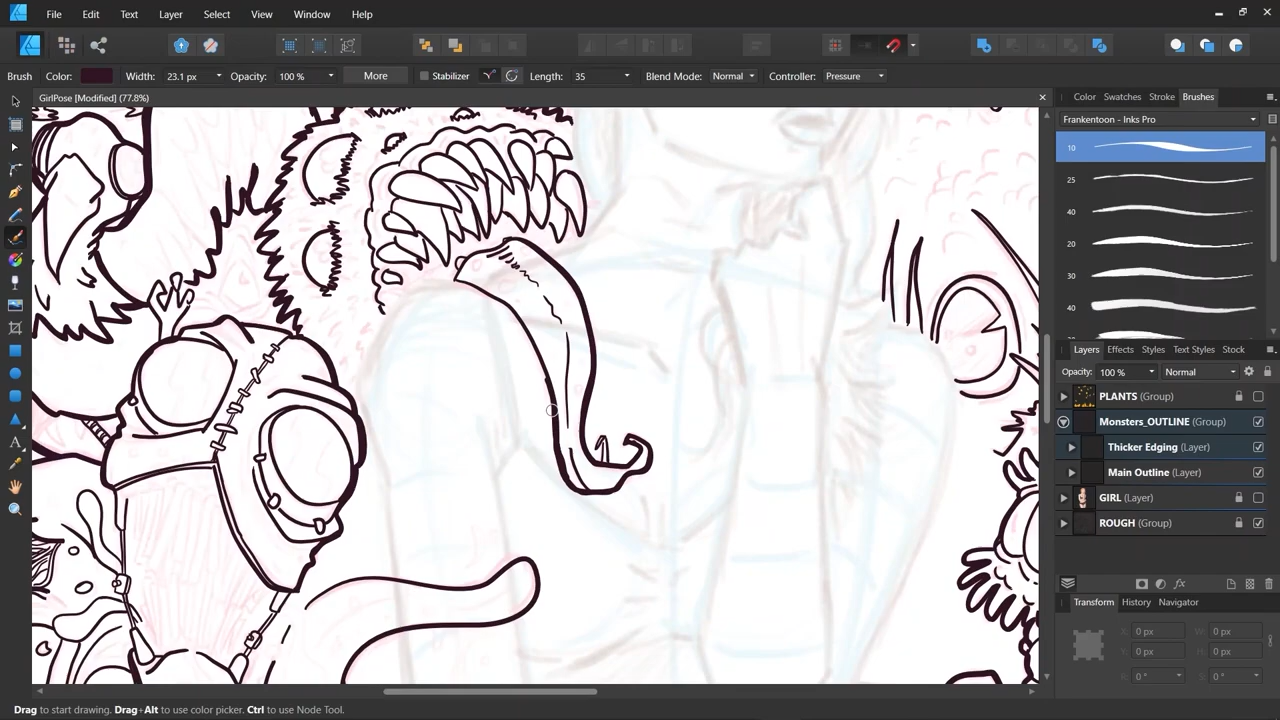 File Edit Text Layer Select View Window Help
Brush Color: Width: 23.1 px Opacity: 100 % More Stabilizer Length: 35 Blend Mode: Normal Controller: Pressure
GirlPose [Modified] (77.8%)
Color Swatches Stroke Brushes
Frankentoon - Inks Pro
10
25
40
20
30
40
Layers Effects Styles Text Styles Stock
Opacity: 100 % Normal
PLANTS (Group)
Monsters_OUTLINE (Group)
Thicker Edging (Layer)
Main Outline (Layer)
GIRL (Layer)
ROUGH (Group)
Transform History Navigator
X: 0 px W: 0 px
Y: 0 px H: 0 px
R: 0 ° S: 0 °
Drag to start drawing. Drag+Alt to use color picker. Ctrl to use Node Tool.